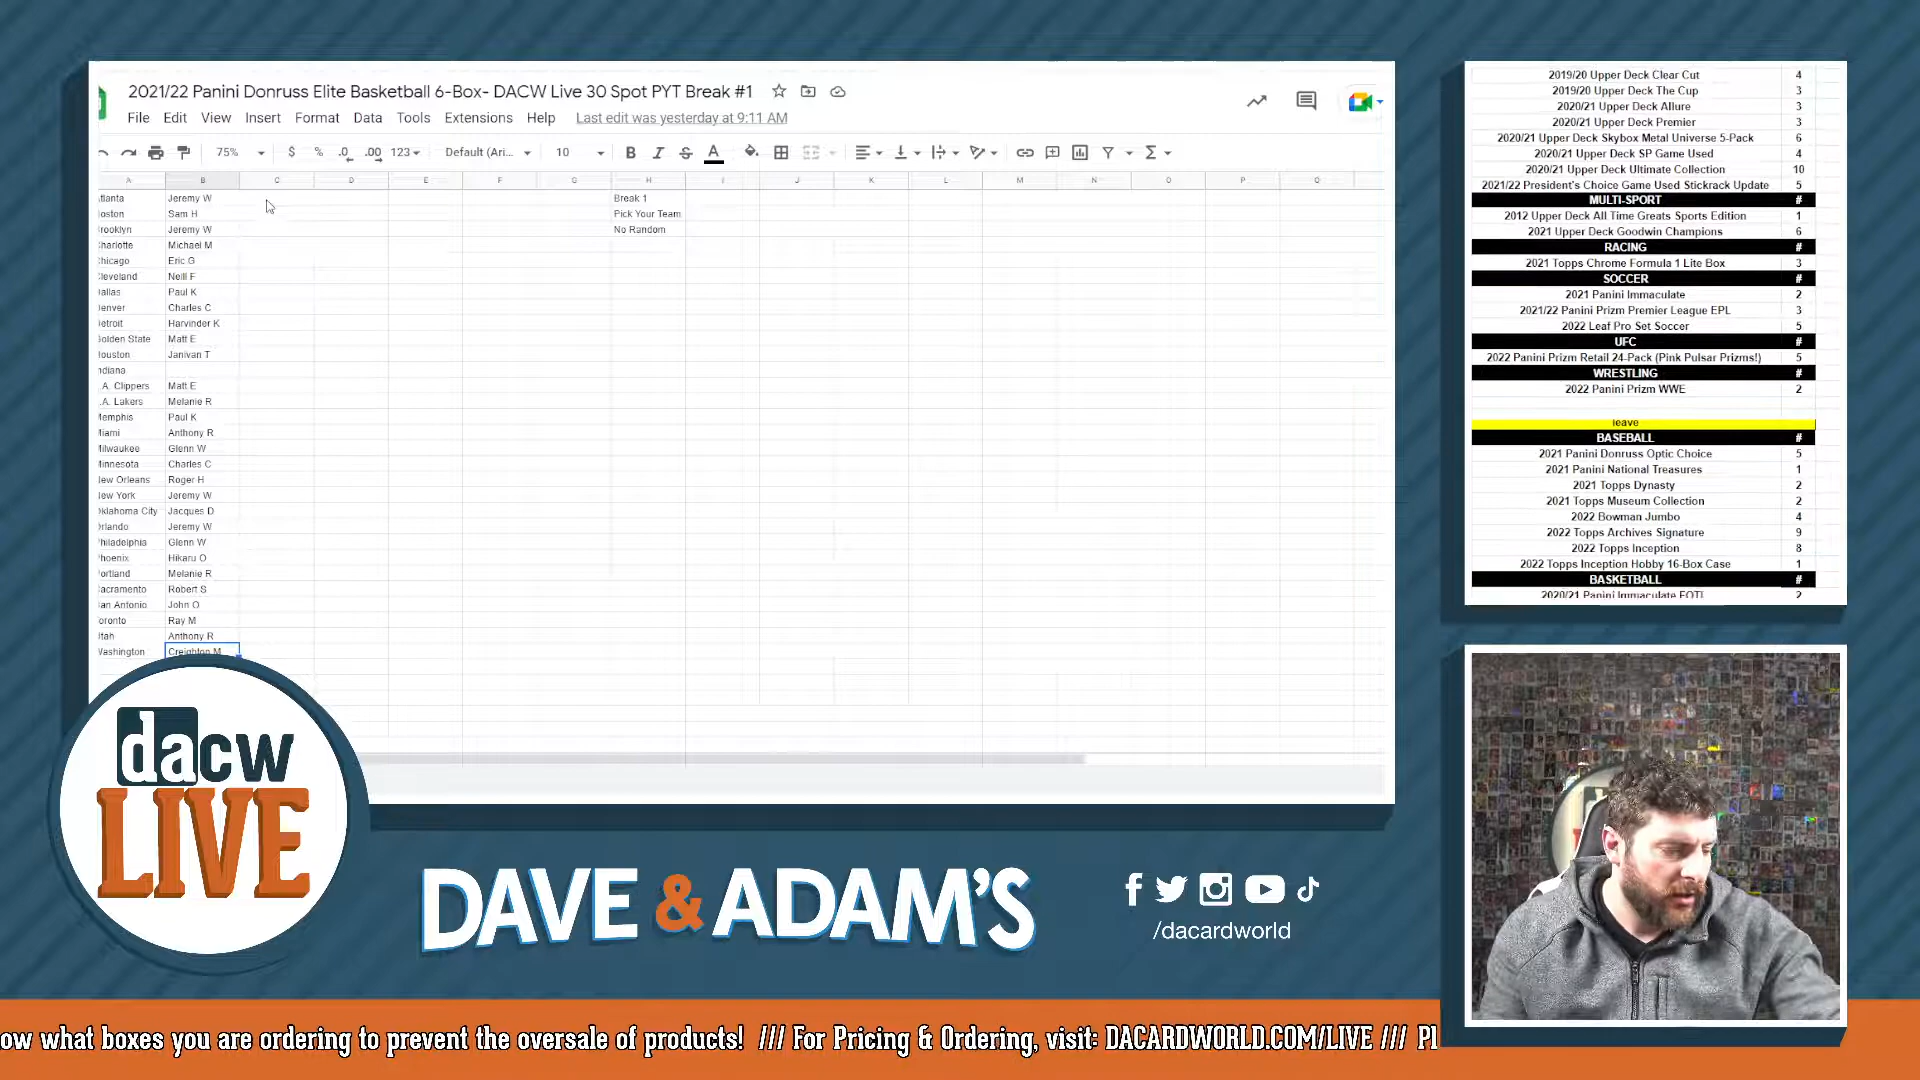 2021/22 Panini Donruss Elite Basketball 6-Box- DACW Live 30 Spot PYT Break #1
File Edit View Insert Format Data Tools Extensions Help Last edit was yesterday at 9:11 AM
75% $ % .0 .00 123 Default (Ari... 10 B I S A
A B C D E F G H I J K L M N O P Q
tlanta Jeremy W Break 1
oston Sam H Pick Your Team
rooklyn Jeremy W No Random
harlotte Michael M
hicago Eric G
leveland Neill F
allas Paul K
enver Charles C
etroit Harvinder K
olden State Matt E
ouston Janivan T
ndiana
.A. Clippers Matt E
.A. Lakers Melanie R
emphis Paul K
iami Anthony R
ilwaukee Glenn W
innesota Charles C
ew Orleans Roger H
ew York Jeremy W
klahoma City Jacques D
rlando Jeremy W
hiladelphia Glenn W
hoenix Hikaru O
ortland Melanie R
acramento Robert S
an Antonio John O
oronto Ray M
tah Anthony R
Washington Creighton M
2019/20 Upper Deck Clear Cut 4
2019/20 Upper Deck The Cup 3
2020/21 Upper Deck Allure 3
2020/21 Upper Deck Premier 3
2020/21 Upper Deck Skybox Metal Universe 5-Pack 6
2020/21 Upper Deck SP Game Used 4
2020/21 Upper Deck Ultimate Collection 10
2021/22 President's Choice Game Used Stickrack Update 5
MULTI-SPORT #
2012 Upper Deck All Time Greats Sports Edition 1
2021 Upper Deck Goodwin Champions 6
RACING #
2021 Topps Chrome Formula 1 Lite Box 3
SOCCER #
2021 Panini Immaculate 2
2021/22 Panini Prizm Premier League EPL 3
2022 Leaf Pro Set Soccer 5
UFC #
2022 Panini Prizm Retail 24-Pack (Pink Pulsar Prizms!) 5
WRESTLING #
2022 Panini Prizm WWE 2
leave
BASEBALL #
2021 Panini Donruss Optic Choice 5
2021 Panini National Treasures 1
2021 Topps Dynasty 2
2021 Topps Museum Collection 2
2022 Bowman Jumbo 4
2022 Topps Archives Signature 9
2022 Topps Inception 8
2022 Topps Inception Hobby 16-Box Case 1
BASKETBALL #
2020/21 Panini Immaculate FOTL 2
dacw
LIVE
DAVE & ADAM'S
/dacardworld
ow what boxes you are ordering to prevent the oversale of products! /// For Pricing & Ordering, visit: DACARDWORLD.COM/LIVE /// Pl